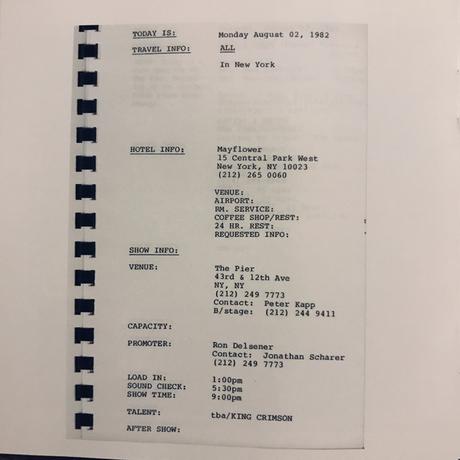 TODAY IS: Monday August 02, 1982
TRAVEL INFO: ALL
In New York
HOTEL INFO: Mayflower
15 Central Park West
New York, NY 10023
(212) 265 0060
VENUE:
AIRPORT:
RM. SERVICE:
COFFEE SHOP/REST:
24 HR. REST:
REQUESTED INFO:
SHOW INFO:
VENUE: The Pier
43rd & 12th Ave
NY, NY
(212) 249 7773
Contact: Peter Kapp
B/stage: (212) 244 9411
CAPACITY:
PROMOTER: Ron Delsener
Contact: Jonathan Scharer
(212) 249 7773
LOAD IN: 1:00pm
SOUND CHECK: 5:30pm
SHOW TIME: 9:00pm
TALENT: tba/KING CRIMSON
AFTER SHOW: